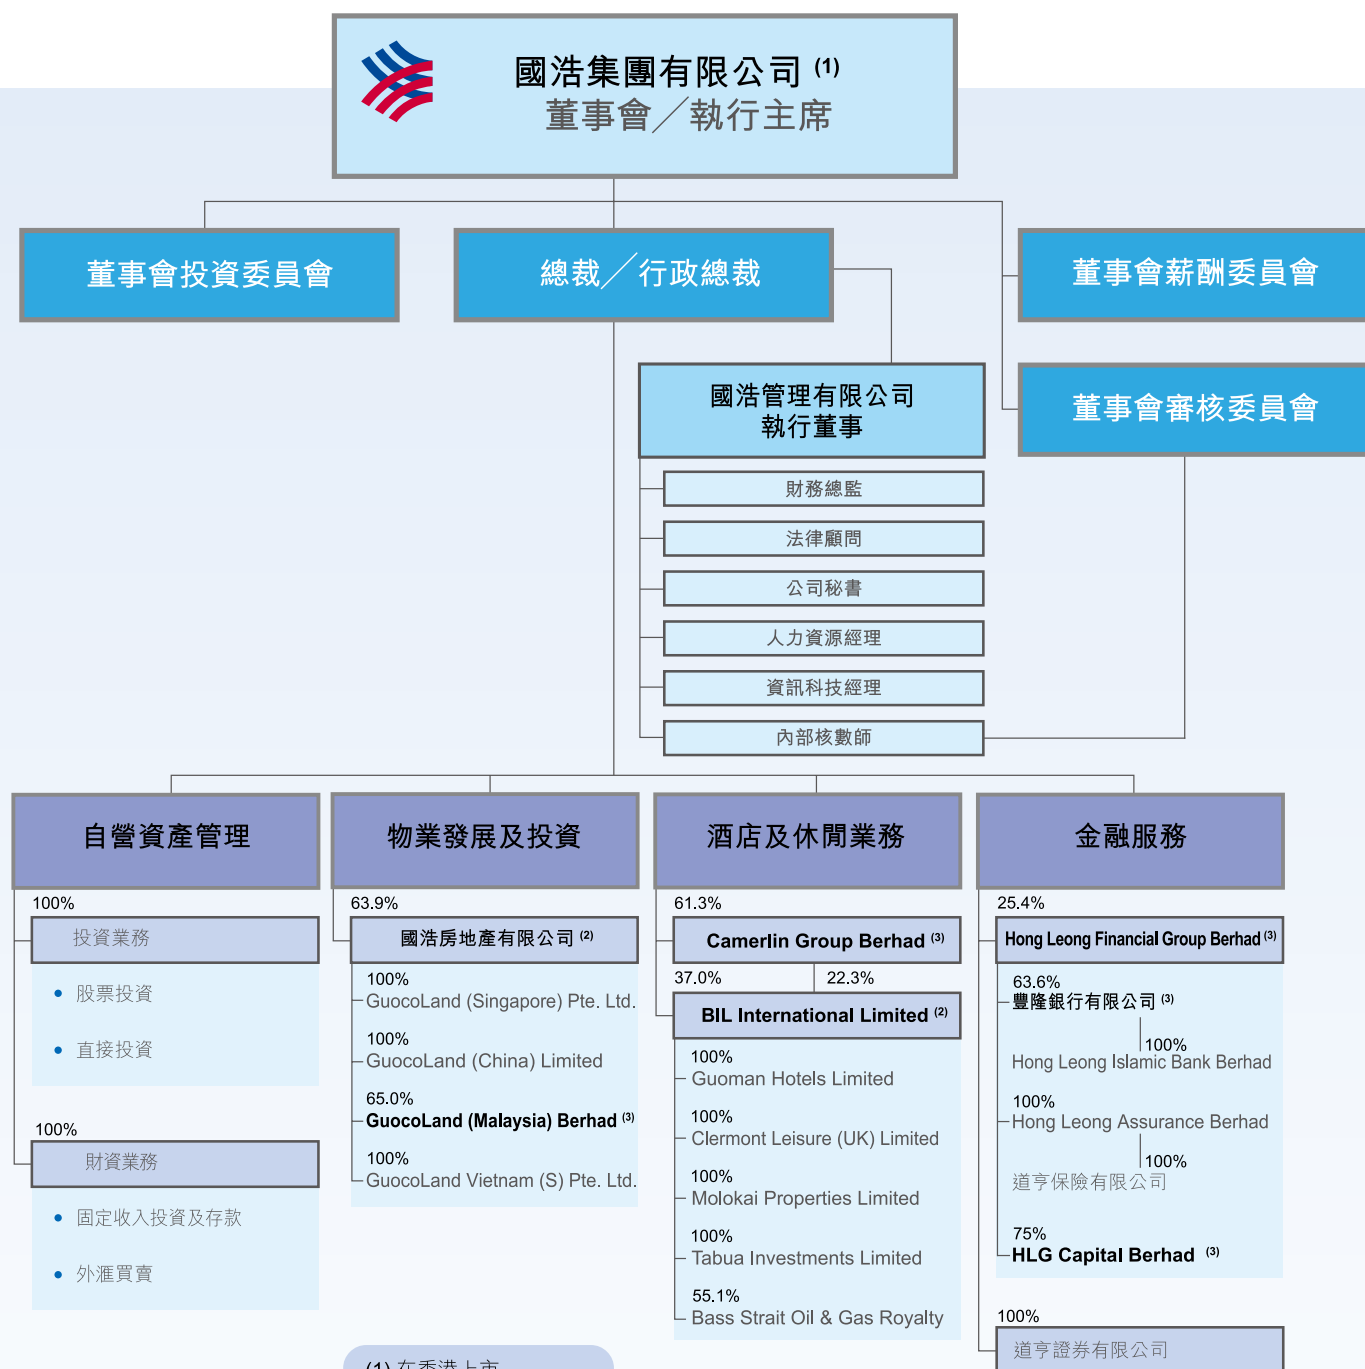 國浩集團有限公司 (1)
董事會／執行主席
董事會投資委員會
總裁／行政總裁
董事會薪酬委員會
董事會審核委員會
國浩管理有限公司
執行董事
財務總監
法律顧問
公司秘書
人力資源經理
資訊科技經理
內部核數師
自營資產管理
100%
投資業務
• 股票投資
• 直接投資
100%
財資業務
• 固定收入投資及存款
• 外滙買賣
物業發展及投資
63.9%
國浩房地產有限公司 (2)
100%
GuocoLand (Singapore) Pte. Ltd.
100%
GuocoLand (China) Limited
65.0%
GuocoLand (Malaysia) Berhad (3)
100%
GuocoLand Vietnam (S) Pte. Ltd.
酒店及休閒業務
61.3%
Camerlin Group Berhad (3)
37.0% 22.3%
BIL International Limited (2)
100%
Guoman Hotels Limited
100%
Clermont Leisure (UK) Limited
100%
Molokai Properties Limited
100%
Tabua Investments Limited
55.1%
Bass Strait Oil & Gas Royalty
金融服務
25.4%
Hong Leong Financial Group Berhad (3)
63.6%
豐隆銀行有限公司 (3)
100%
Hong Leong Islamic Bank Berhad
100%
Hong Leong Assurance Berhad
100%
道亨保險有限公司
75%
HLG Capital Berhad (3)
100%
道亨證券有限公司
(1) 在香港上市